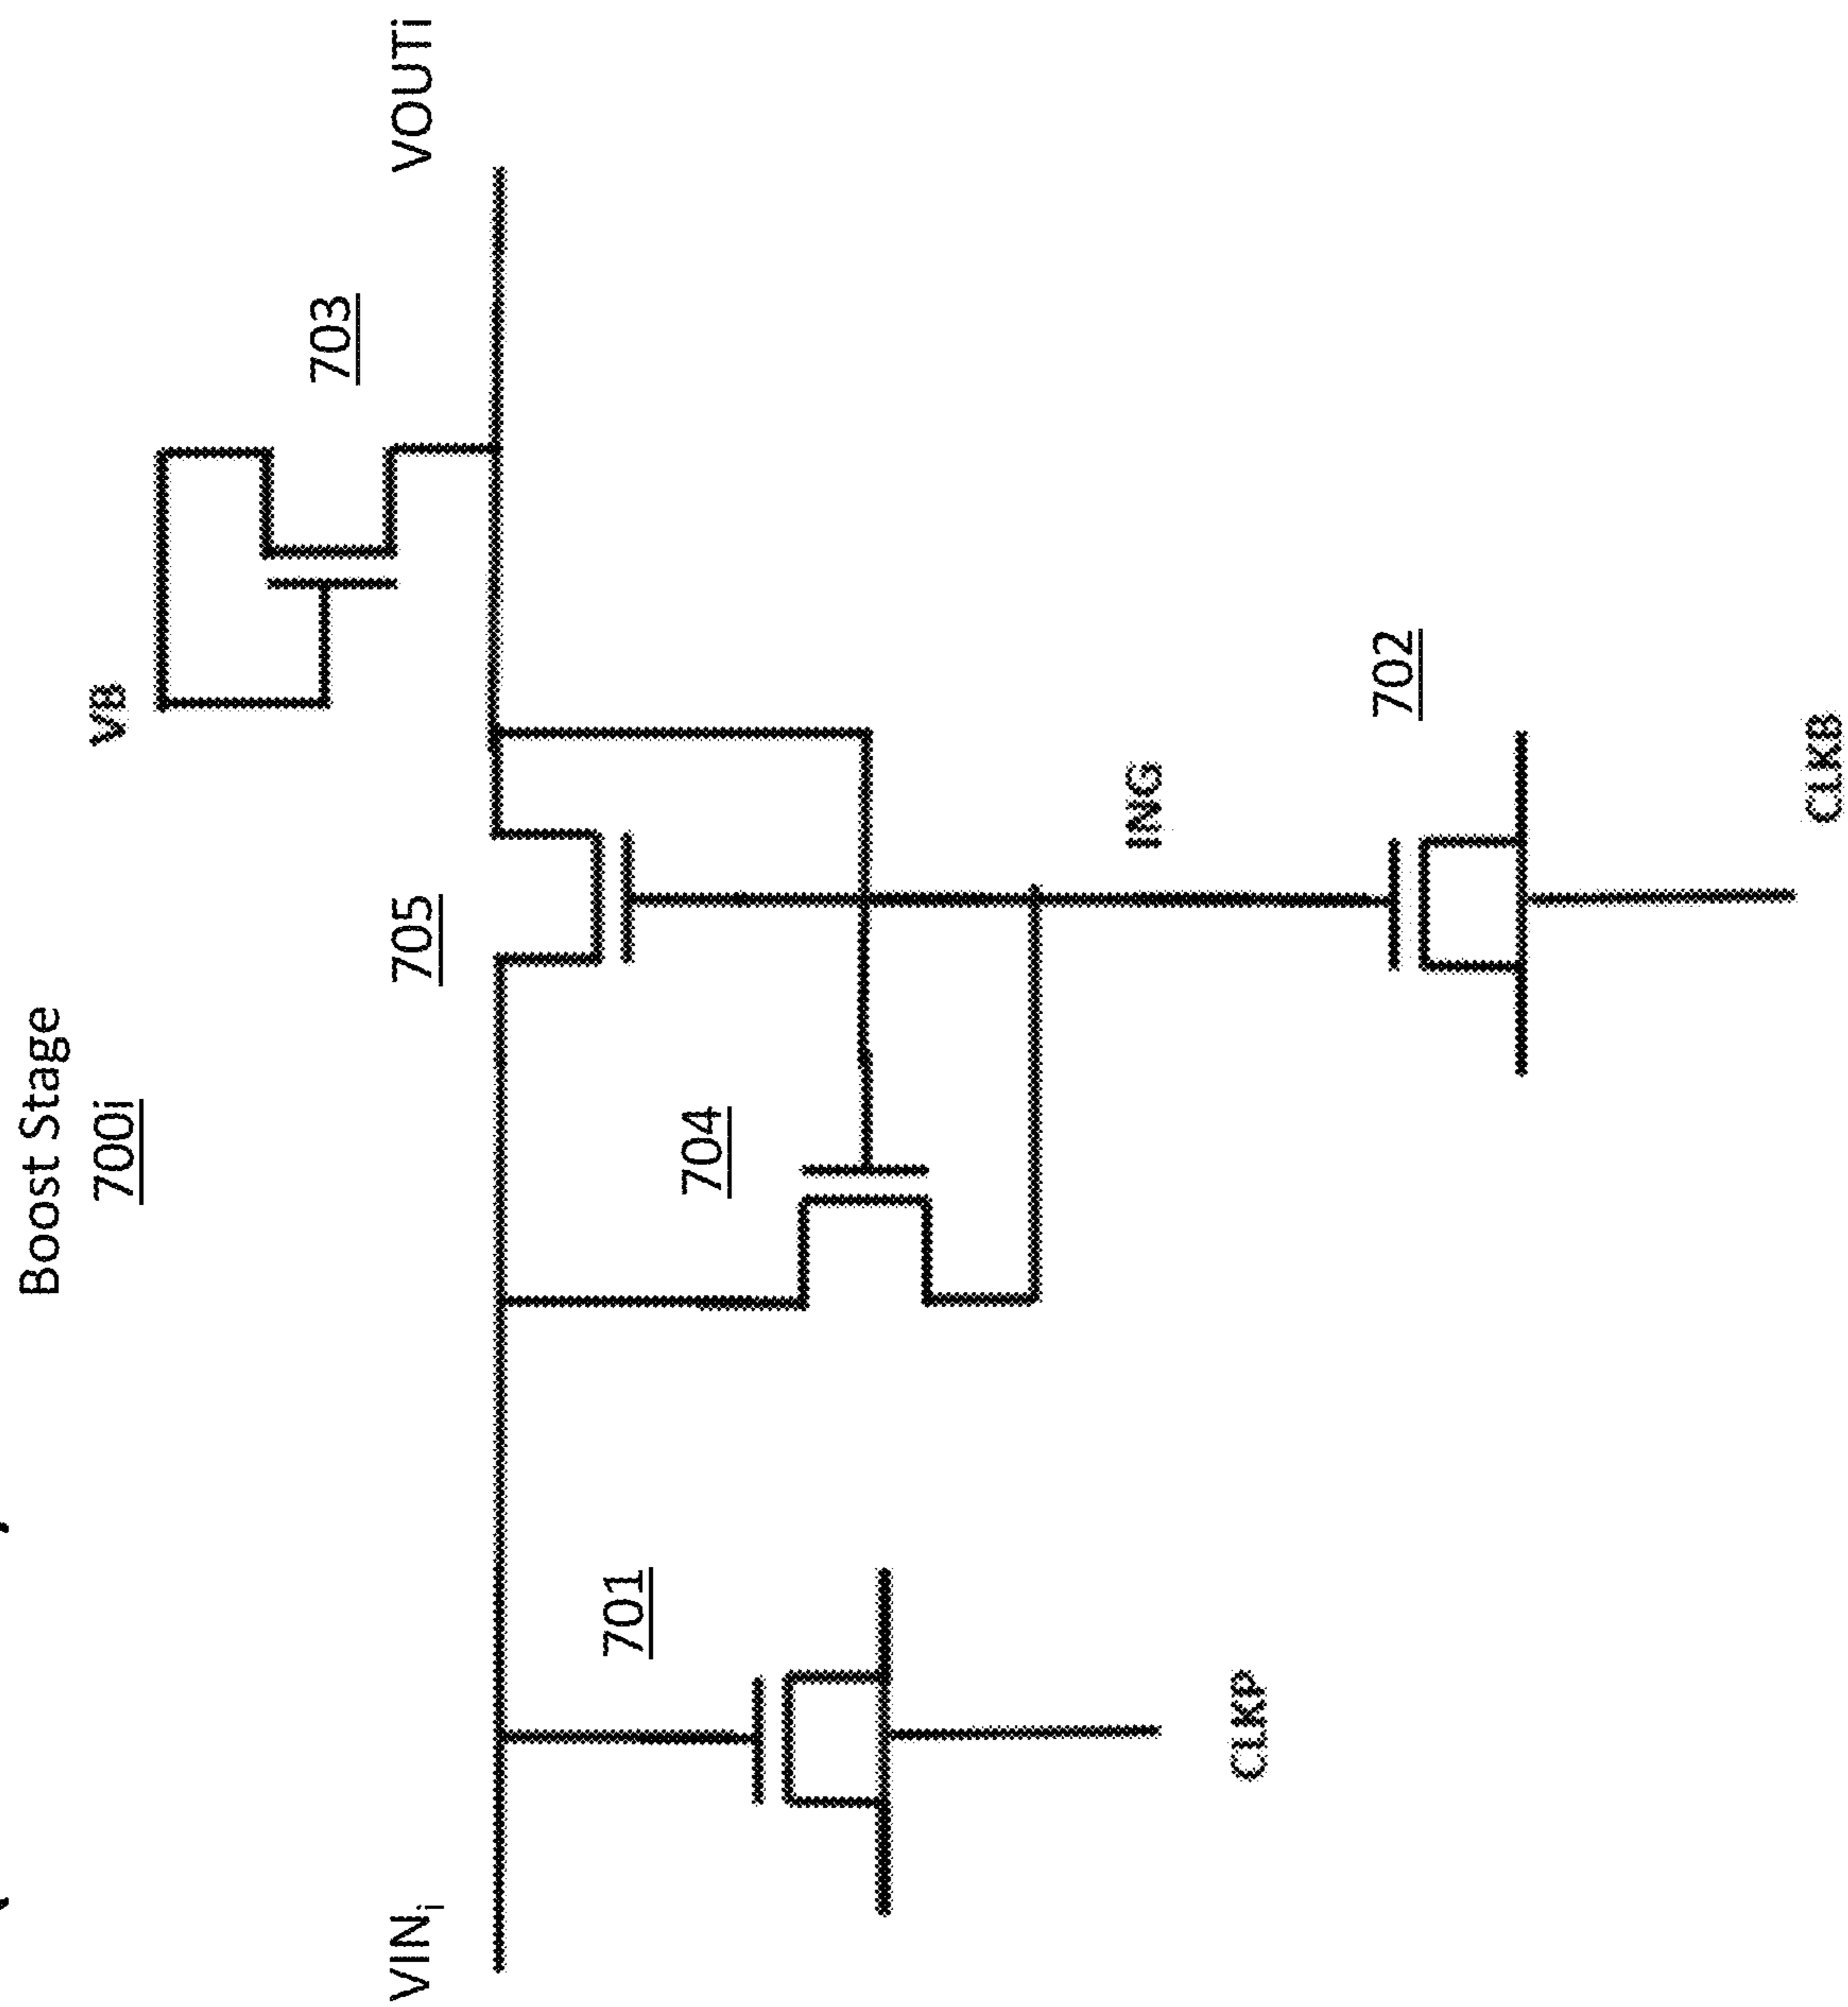 Boost Stage
700i
VB
703
VINi
705
VOUTi
701
704
ING
702
CLKP
CLKB